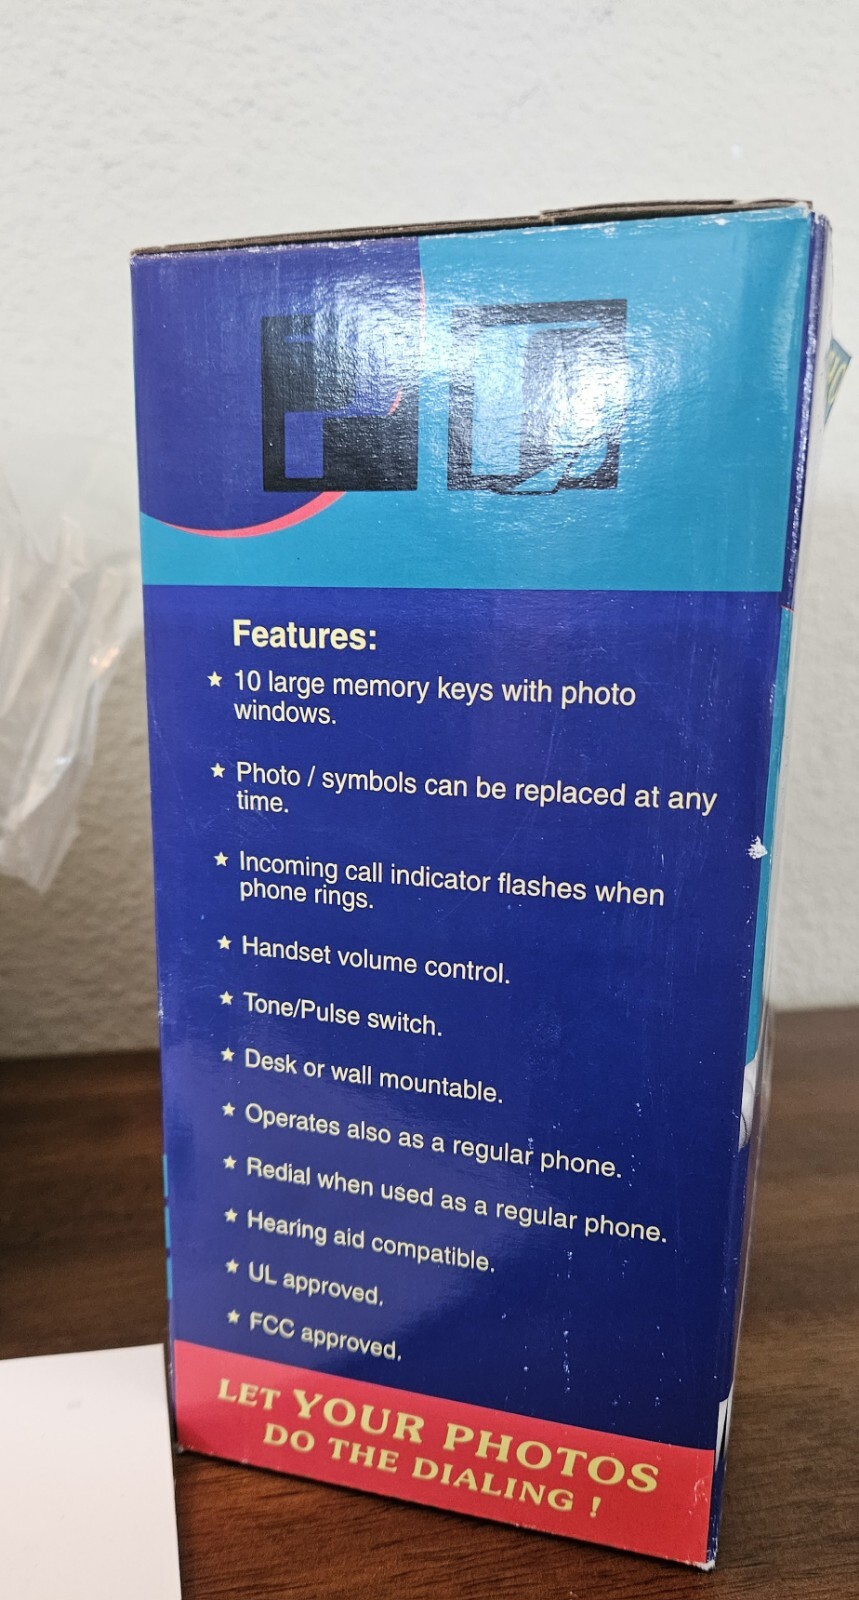 Features:
★ 10 large memory keys with photo
windows.
★ Photo / symbols can be replaced at any
time.
★ Incoming call indicator flashes when
phone rings.
★ Handset volume control.
★ Tone/Pulse switch.
★ Desk or wall mountable.
★ Operates also as a regular phone.
★ Redial when used as a regular phone.
★ Hearing aid compatible.
★ UL approved.
★ FCC approved.
LET YOUR PHOTOS
DO THE DIALING !